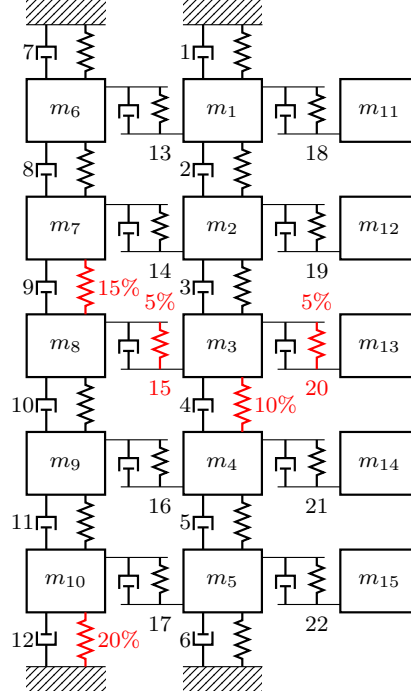 7 1
m₆ m₁ m₁₁
13 18
8 2
m₇ m₂ m₁₂
14 19
9 15% 3
5% 5%
m₈ m₃ m₁₃
15 20
10 4 10%
m₉ m₄ m₁₄
16 21
11 5
m₁₀ m₅ m₁₅
17 22
12 20% 6